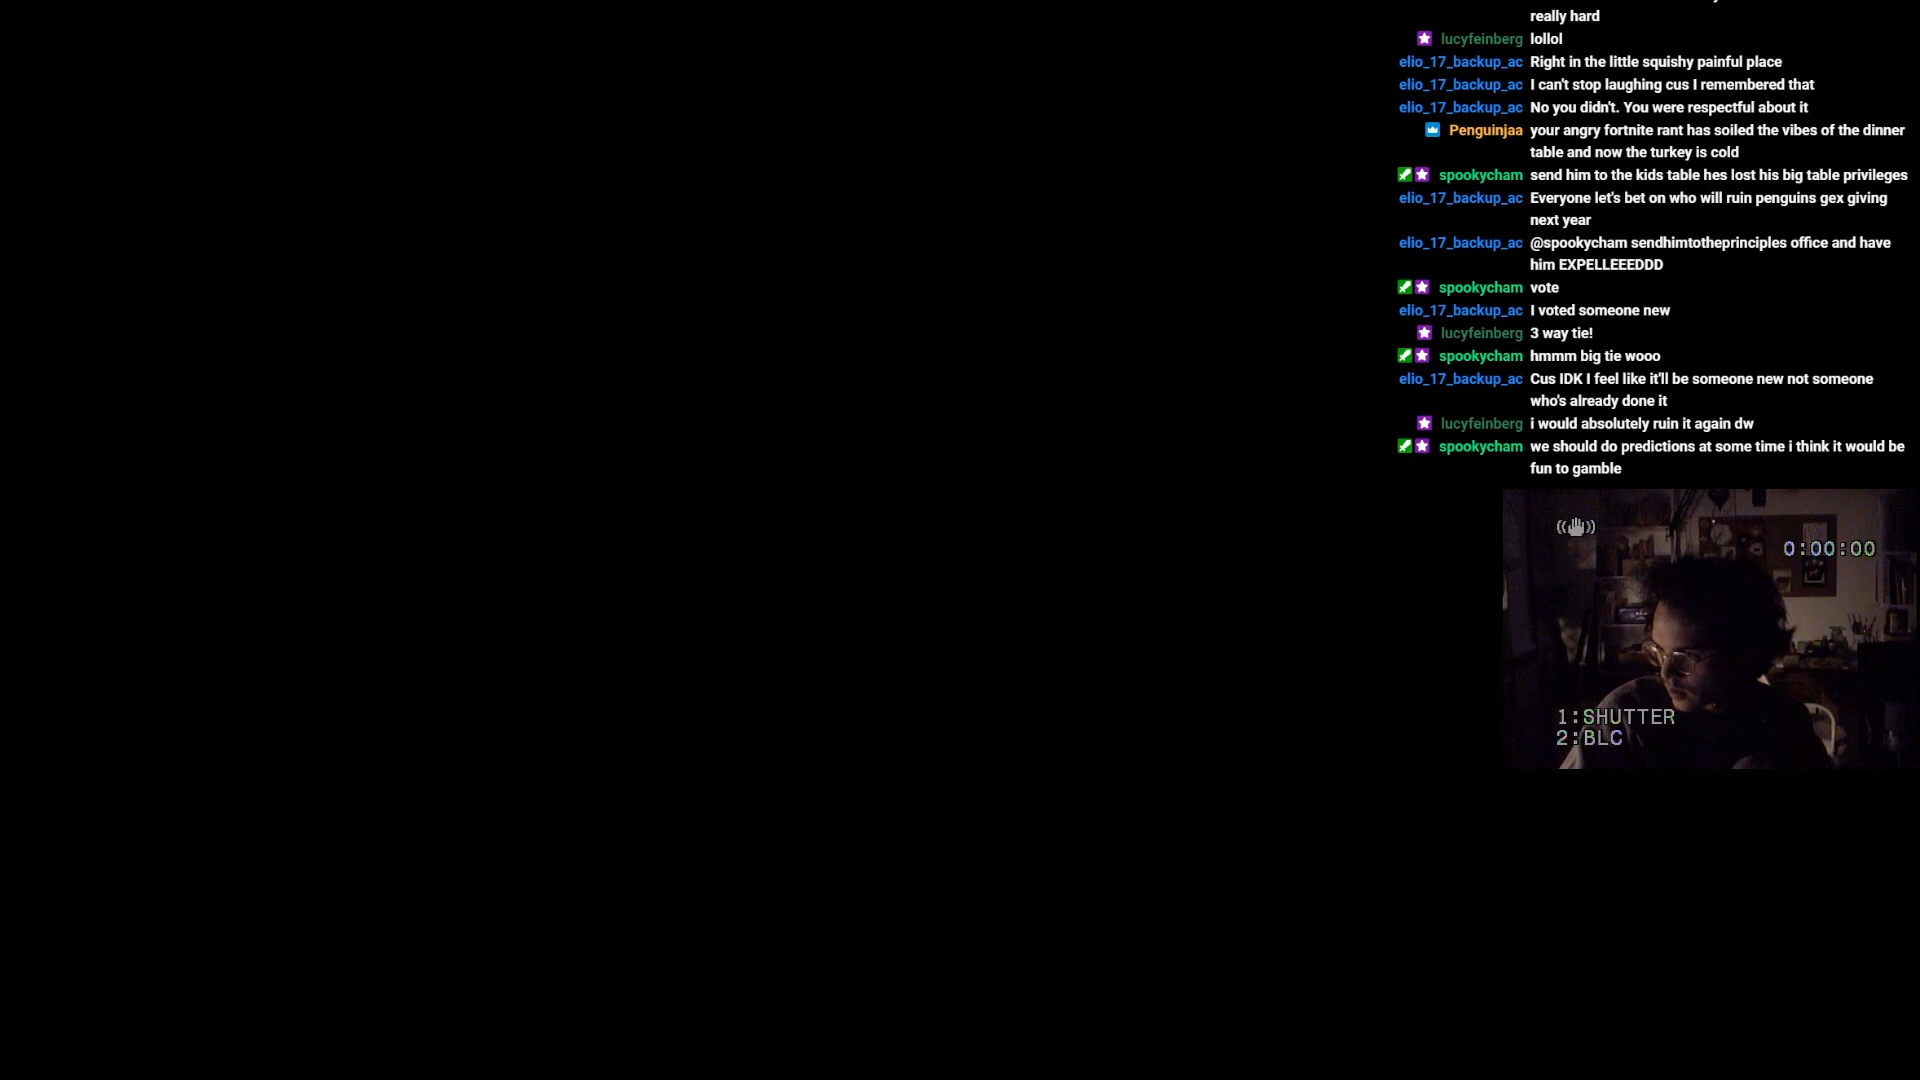 really hard
lucyfeinberg lollol
elio_17_backup_ac Right in the little squishy painful place
elio_17_backup_ac I can't stop laughing cus I remembered that
elio_17_backup_ac No you didn't. You were respectful about it
Penguinjaa your angry fortnite rant has soiled the vibes of the dinner
table and now the turkey is cold
spookycham send him to the kids table hes lost his big table privileges
elio_17_backup_ac Everyone let's bet on who will ruin penguins gex giving
next year
elio_17_backup_ac @spookycham sendhimtotheprinciples office and have
him EXPELLEEEDDD
spookycham vote
elio_17_backup_ac I voted someone new
lucyfeinberg 3 way tie!
spookycham hmmm big tie wooo
elio_17_backup_ac Cus IDK I feel like it'll be someone new not someone
who's already done it
lucyfeinberg i would absolutely ruin it again dw
spookycham we should do predictions at some time i think it would be
fun to gamble
0:00:00
1:SHUTTER
2:BLC